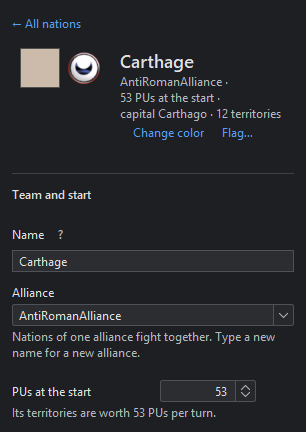 ← All nations
Carthage
AntiRomanAlliance ·
53 PUs at the start ·
capital Carthago · 12 territories
Change color Flag...
Team and start
Name ?
Carthage
Alliance
AntiRomanAlliance
Nations of one alliance fight together. Type a new
name for a new alliance.
PUs at the start 53
Its territories are worth 53 PUs per turn.